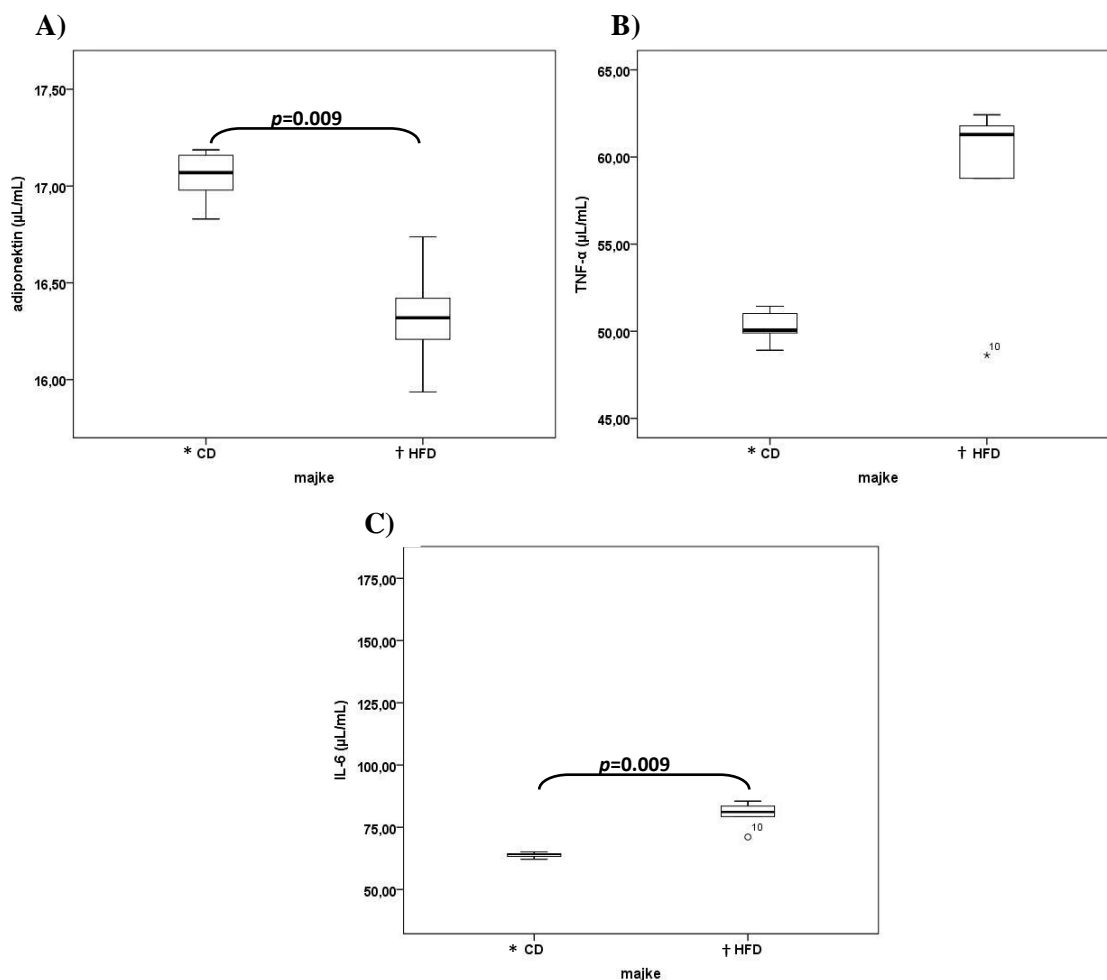 A)
17,50
17,00
16,50
16,00
adiponektin (µL/mL)
p=0.009
* CD
† HFD
majke
B)
65,00
60,00
55,00
50,00
45,00
TNF-α (µL/mL)
10
* CD
† HFD
majke
C)
175,00
150,00
125,00
100,00
75,00
50,00
IL-6 (µL/mL)
p=0.009
10
* CD
† HFD
majke